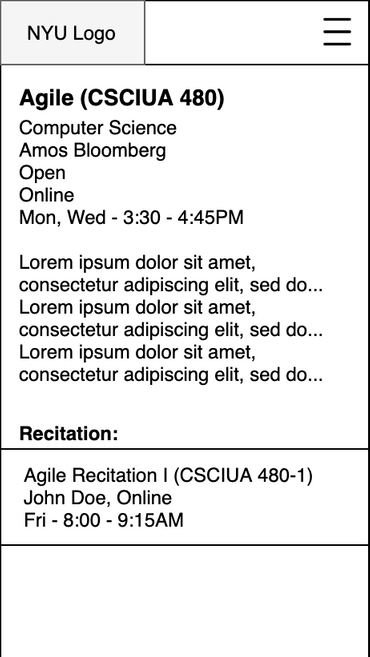 NYU Logo
Agile (CSCIUA 480)
Computer Science
Amos Bloomberg
Open
Online
Mon, Wed - 3:30 - 4:45PM
Lorem ipsum dolor sit amet,
consectetur adipiscing elit, sed do...
Lorem ipsum dolor sit amet,
consectetur adipiscing elit, sed do...
Lorem ipsum dolor sit amet,
consectetur adipiscing elit, sed do...
Recitation:
Agile Recitation I (CSCIUA 480-1)
John Doe, Online
Fri - 8:00 - 9:15AM